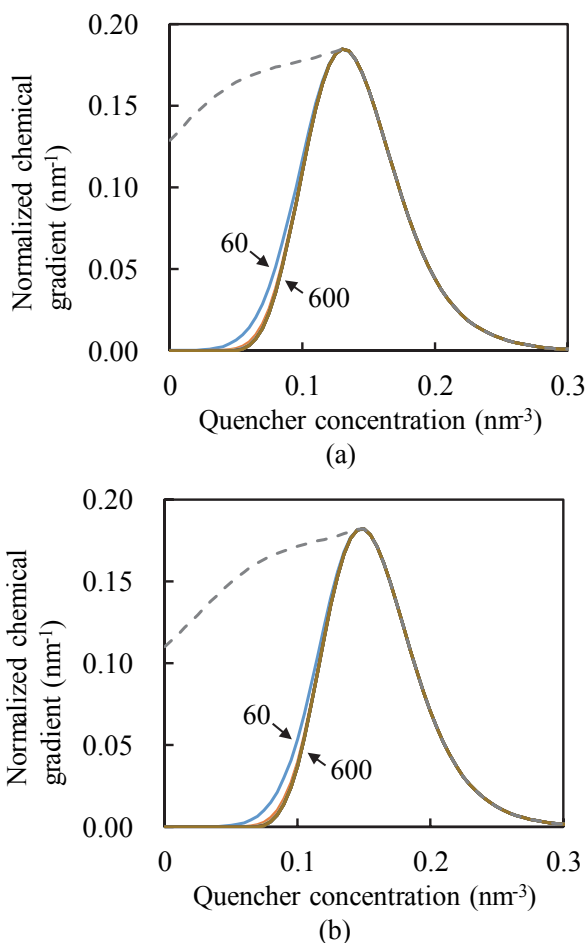 Normalized chemical
gradient (nm-1)
0.20
0.15
0.10
0.05
0.00
60
600
0
0.1
0.2
0.3
Quencher concentration (nm-3)
(a)
Normalized chemical
gradient (nm-1)
0.20
0.15
0.10
0.05
0.00
60
600
0
0.1
0.2
0.3
Quencher concentration (nm-3)
(b)